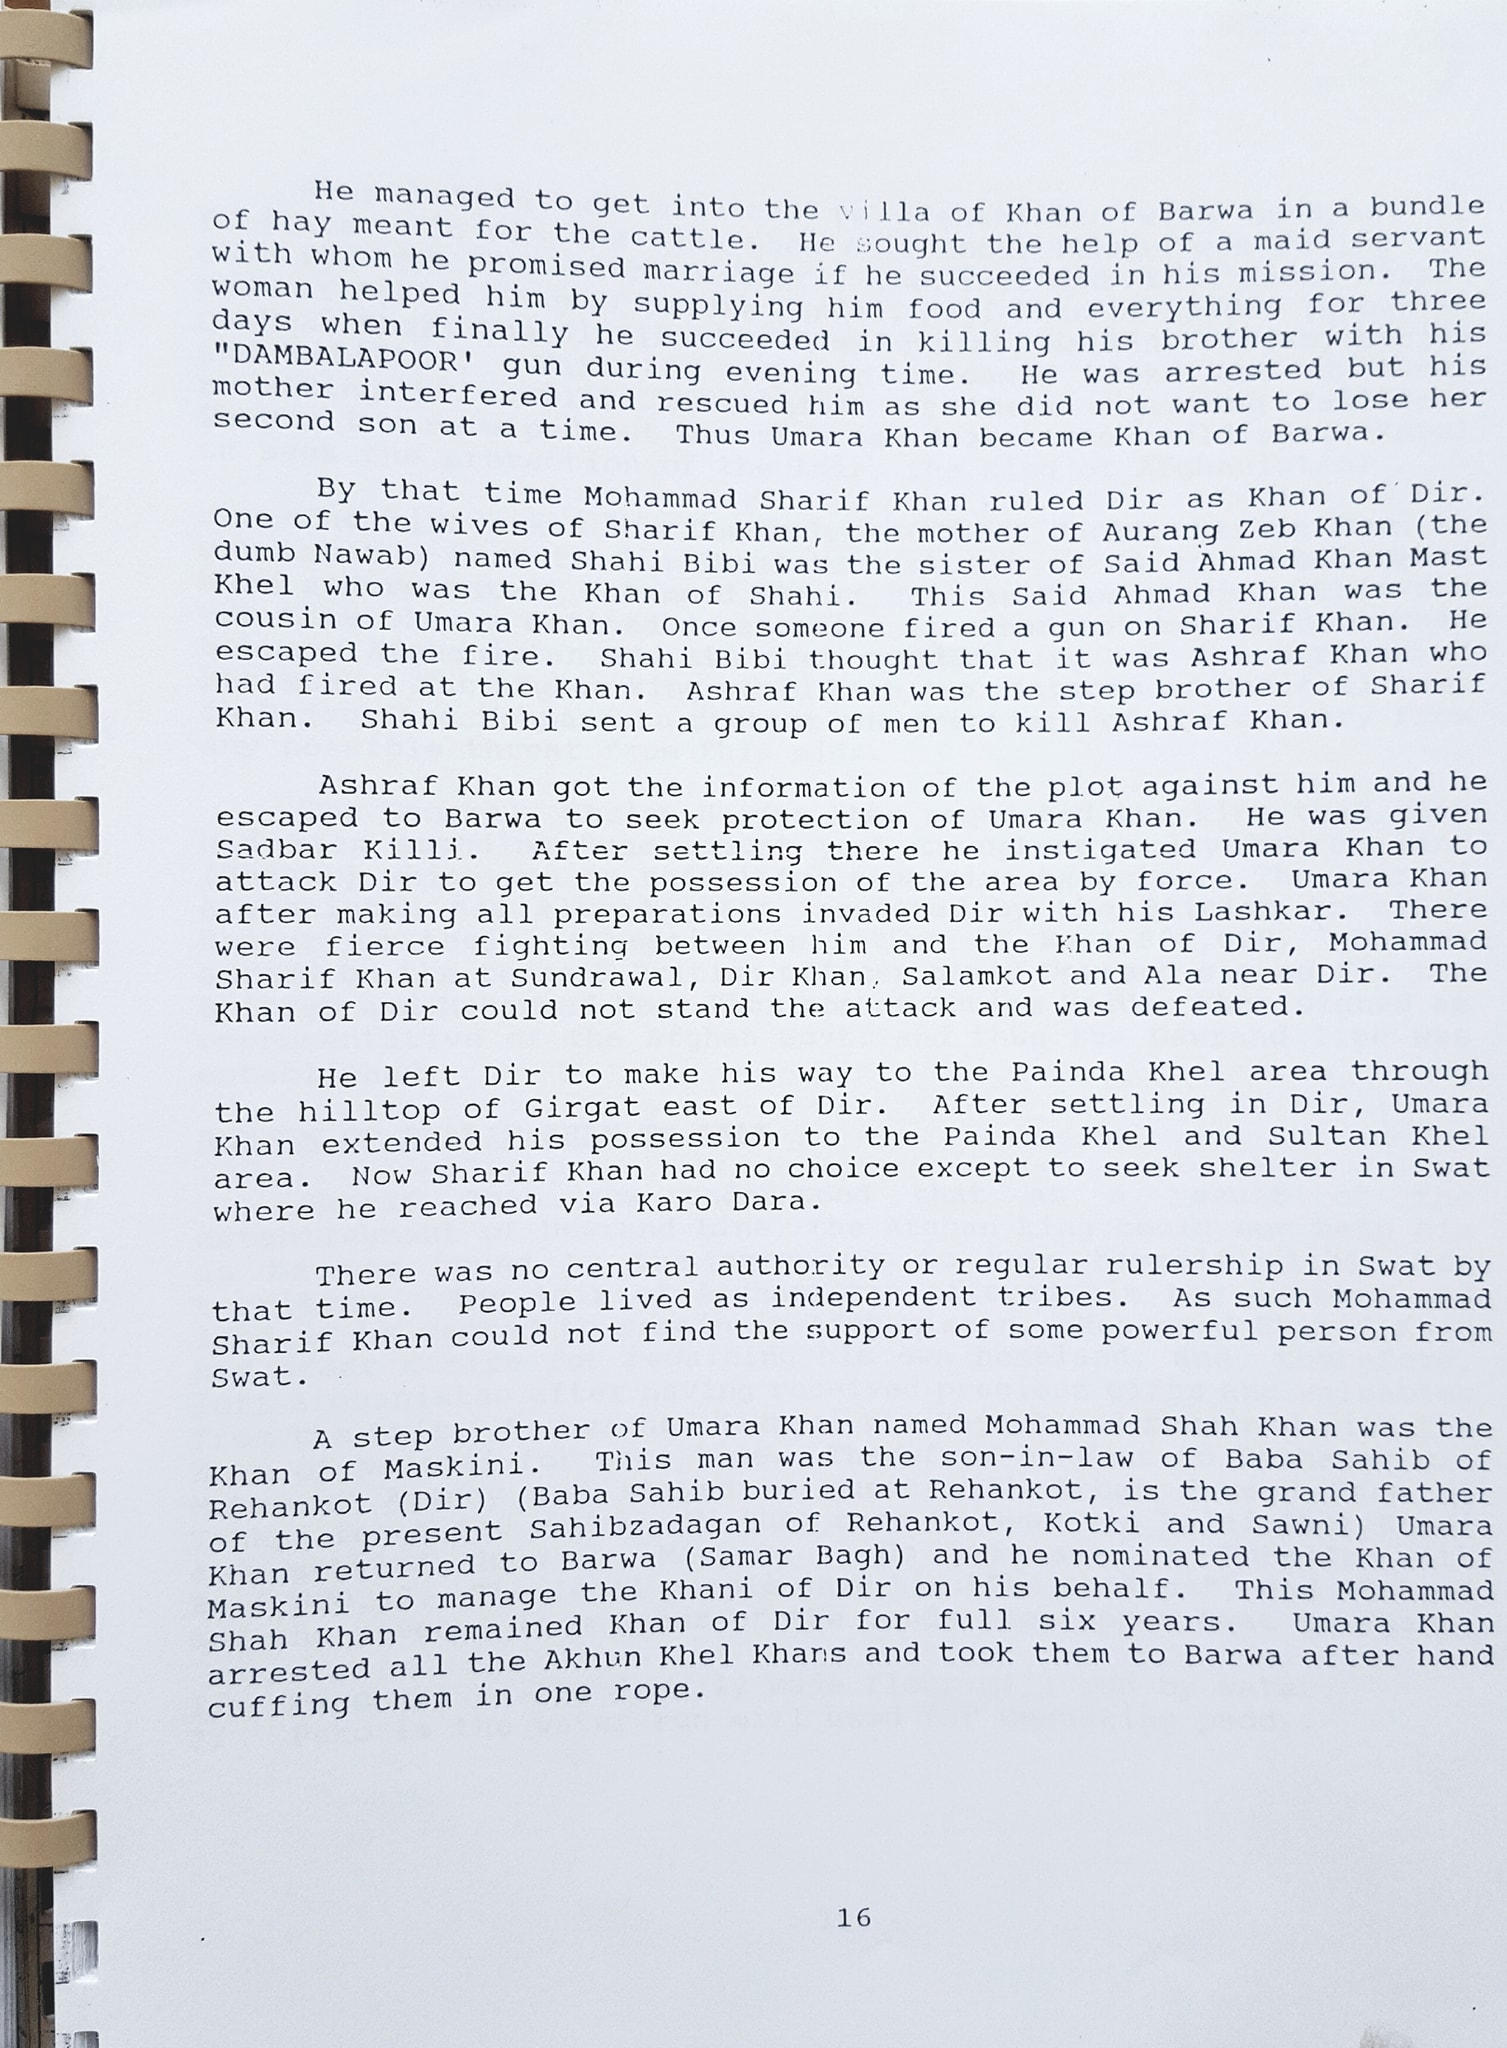 He managed to get into the villa of Khan of Barwa in a bundle
of hay meant for the cattle. He sought the help of a maid servant
with whom he promised marriage if he succeeded in his mission. The
woman helped him by supplying him food and everything for three
days when finally he succeeded in killing his brother with his
"DAMBALAPOOR' gun during evening time. He was arrested but his
mother interfered and rescued him as she did not want to lose her
second son at a time. Thus Umara Khan became Khan of Barwa.
By that time Mohammad Sharif Khan ruled Dir as Khan of Dir.
One of the wives of Sharif Khan, the mother of Aurang Zeb Khan (the
dumb Nawab) named Shahi Bibi was the sister of Said Ahmad Khan Mast
Khel who was the Khan of Shahi. This Said Ahmad Khan was the
cousin of Umara Khan. Once someone fired a gun on Sharif Khan. He
escaped the fire. Shahi Bibi thought that it was Ashraf Khan who
had fired at the Khan. Ashraf Khan was the step brother of Sharif
Khan. Shahi Bibi sent a group of men to kill Ashraf Khan.
Ashraf Khan got the information of the plot against him and he
escaped to Barwa to seek protection of Umara Khan. He was given
Sadbar Killi. After settling there he instigated Umara Khan to
attack Dir to get the possession of the area by force. Umara Khan
after making all preparations invaded Dir with his Lashkar. There
were fierce fighting between him and the Khan of Dir, Mohammad
Sharif Khan at Sundrawal, Dir Khan, Salamkot and Ala near Dir. The
Khan of Dir could not stand the attack and was defeated.
He left Dir to make his way to the Painda Khel area through
the hilltop of Girgat east of Dir. After settling in Dir, Umara
Khan extended his possession to the Painda Khel and Sultan Khel
area. Now Sharif Khan had no choice except to seek shelter in Swat
where he reached via Karo Dara.
There was no central authority or regular rulership in Swat by
that time. People lived as independent tribes. As such Mohammad
Sharif Khan could not find the support of some powerful person from
Swat.
A step brother of Umara Khan named Mohammad Shah Khan was the
Khan of Maskini. This man was the son-in-law of Baba Sahib of
Rehankot (Dir) (Baba Sahib buried at Rehankot, is the grand father
of the present Sahibzadagan of Rehankot, Kotki and Sawni) Umara
Khan returned to Barwa (Samar Bagh) and he nominated the Khan of
Maskini to manage the Khani of Dir on his behalf. This Mohammad
Shah Khan remained Khan of Dir for full six years. Umara Khan
arrested all the Akhun Khel Khans and took them to Barwa after hand
cuffing them in one rope.
16